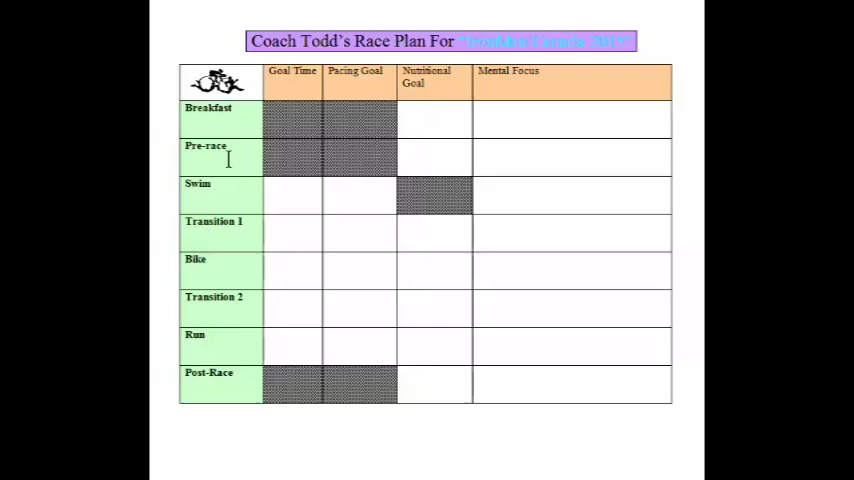 Coach Todd's Race Plan For
Goal Time Pacing Goal Nutritional Goal Mental Focus
Breakfast
Pre-race
Swim
Transition 1
Bike
Transition 2
Run
Post-Race